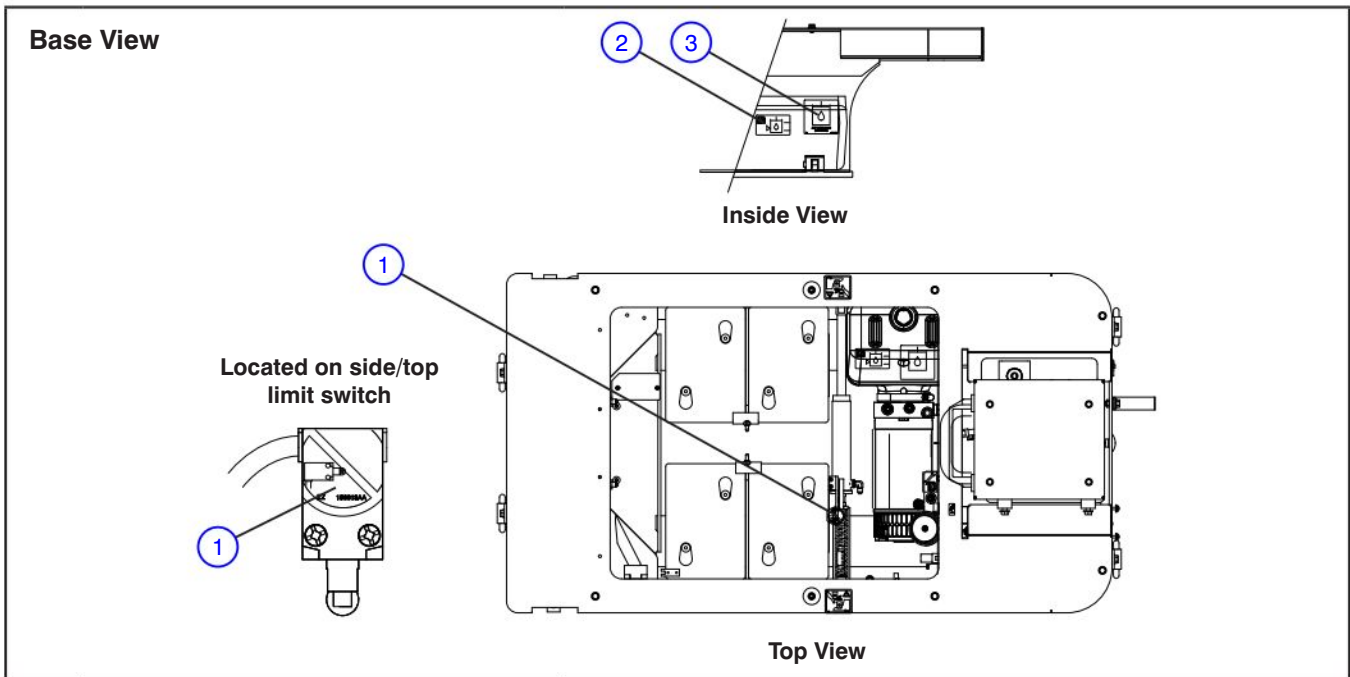 Base View
2
3
Inside View
1
Located on side/top
limit switch
1
Top View